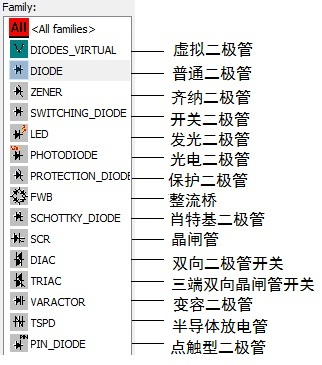 Family:
All <All families>
DIODES_VIRTUAL 虚拟二极管
DIODE 普通二极管
ZENER 齐纳二极管
SWITCHING_DIODE 开关二极管
LED 发光二极管
PHOTODIODE 光电二极管
PROTECTION_DIODE 保护二极管
FWB 整流桥
SCHOTTKY_DIODE 肖特基二极管
SCR 晶闸管
DIAC 双向二极管开关
TRIAC 三端双向晶闸管开关
VARACTOR 变容二极管
TSPD 半导体放电管
PIN_DIODE 点触型二极管